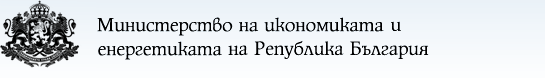 Министерство на икономиката и
енергетиката на Република България